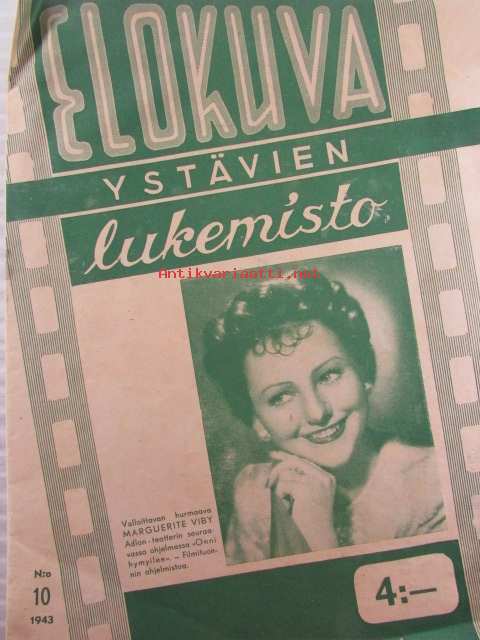 ELOKUVA
YSTÄVIEN
lukemisto
Antikvariaatti.net
Valloittavan hurmaava
MARGUERITE VIBY
Adlon-teatterin seuraa-
vassa ohjelmassa »Onni
hymyilee». – Filmituon-
nin ohjelmistoa.
N:o
10
1943
4:—